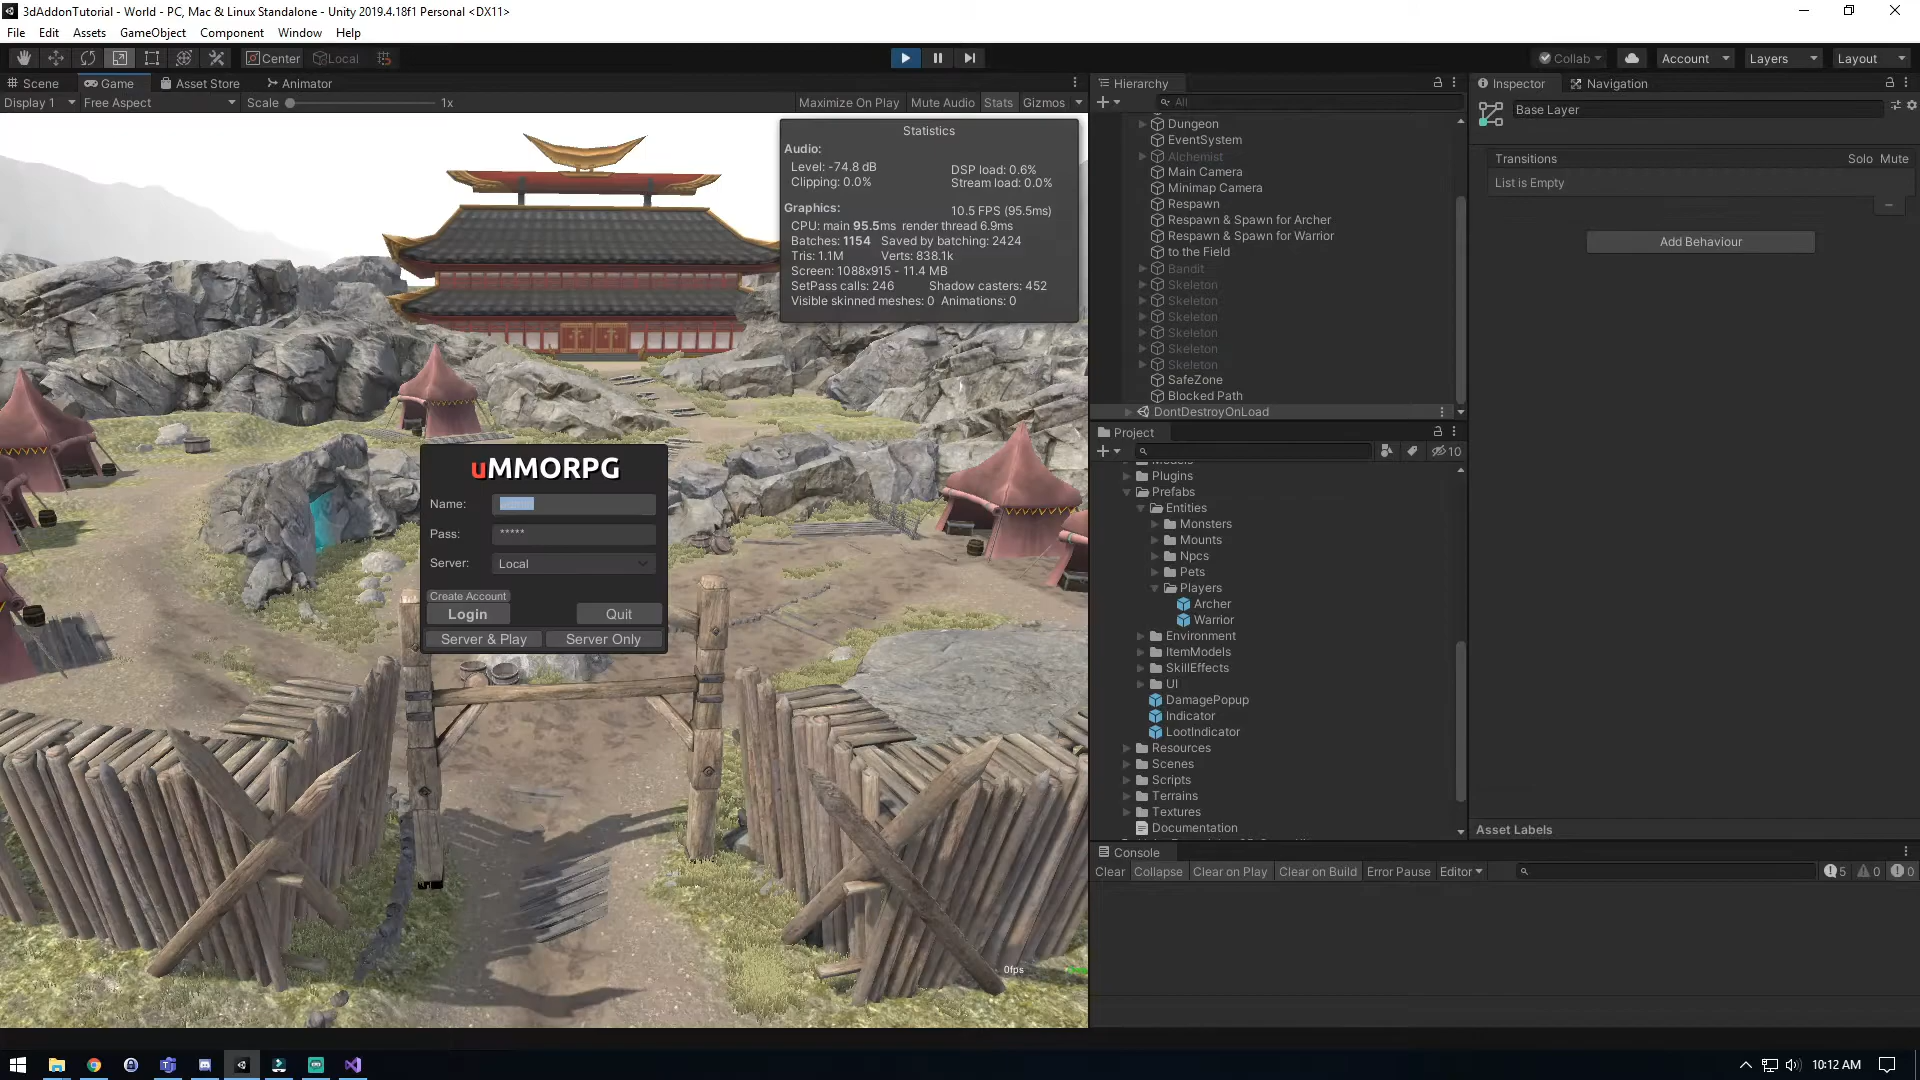 3dAddonTutorial - World - PC, Mac & Linux Standalone - Unity 2019.4.18f1 Personal <DX11>
File Edit Assets GameObject Component Window Help
Center Local
Collab Account Layers Layout
Scene Game Asset Store Animator
Display 1 Free Aspect Scale 1x Maximize On Play Mute Audio Stats Gizmos
Statistics
Audio:
Level: -74.8 dB DSP load: 0.6%
Clipping: 0.0% Stream load: 0.0%
Graphics: 10.5 FPS (95.5ms)
CPU: main 95.5ms render thread 6.9ms
Batches: 1154 Saved by batching: 2424
Tris: 1.1M Verts: 838.1k
Screen: 1088x915 - 11.4 MB
SetPass calls: 246 Shadow casters: 452
Visible skinned meshes: 0 Animations: 0
uMMORPG
Name:
Pass: *****
Server: Local
Create Account
Login Quit
Server & Play Server Only
0fps
Hierarchy
All
Dungeon
EventSystem
Alchemist
Main Camera
Minimap Camera
Respawn
Respawn & Spawn for Archer
Respawn & Spawn for Warrior
to the Field
Bandit
Skeleton
Skeleton
Skeleton
Skeleton
Skeleton
Skeleton
SafeZone
Blocked Path
DontDestroyOnLoad
Project
10
Models
Plugins
Prefabs
Entities
Monsters
Mounts
Npcs
Pets
Players
Archer
Warrior
Environment
ItemModels
SkillEffects
UI
DamagePopup
Indicator
LootIndicator
Resources
Scenes
Scripts
Terrains
Textures
Documentation
Inspector Navigation
Base Layer
Transitions Solo Mute
List is Empty
Add Behaviour
Asset Labels
Console
Clear Collapse Clear on Play Clear on Build Error Pause Editor 5 0 0
10:12 AM